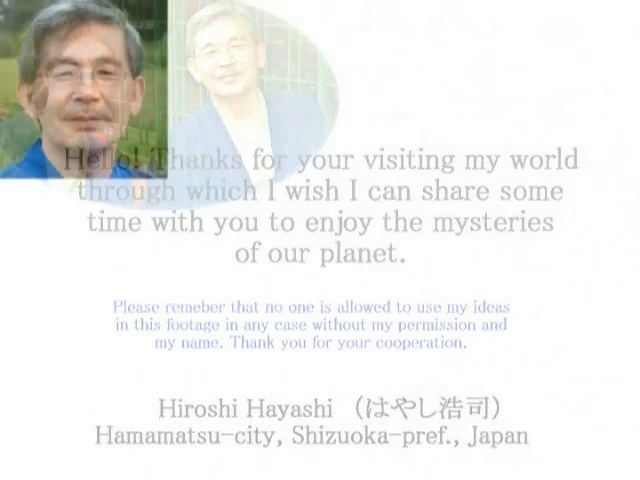 Hello! Thanks for your visiting my world
through which I wish I can share some
time with you to enjoy the mysteries
of our planet.
Please remeber that no one is allowed to use my ideas
in this footage in any case without my permission and
my name. Thank you for your cooperation.
Hiroshi Hayashi （はやし浩司）
Hamamatsu-city, Shizuoka-pref., Japan